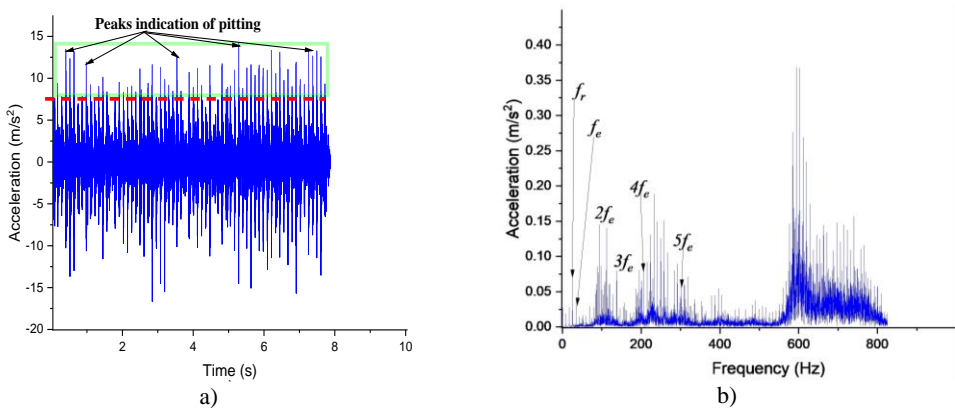 Peaks indication of pitting
15
10
5
0
-5
-10
-15
-20
Acceleration (m/s²)
2
4
6
8
10
Time (s)
a)
0.40
0.35
0.30
0.25
0.20
0.15
0.10
0.05
0.00
Acceleration (m/s²)
fr
fe
2fe
3fe
4fe
5fe
0
200
400
600
800
Frequency (Hz)
b)